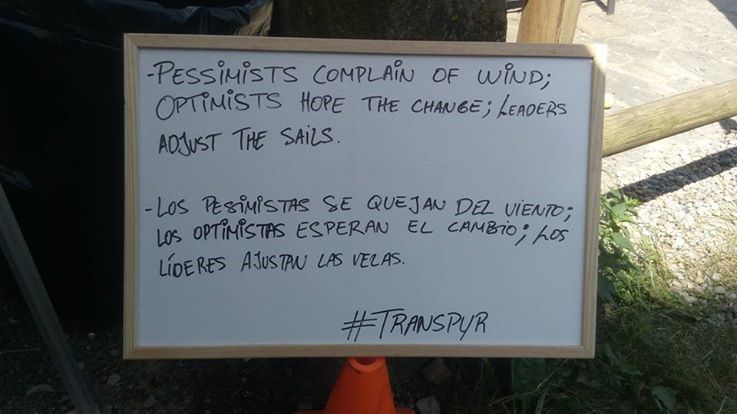 -PESSIMISTS COMPLAIN OF WIND;
OPTIMISTS HOPE THE CHANGE; LEADERS
ADJUST THE SAILS.
-LOS PESIMISTAS SE QUEJAN DEL VIENTO;
LOS OPTIMISTAS ESPERAN EL CAMBIO; LOS
LÍDERES AJUSTAN LAS VELAS.
#TRANSPYR